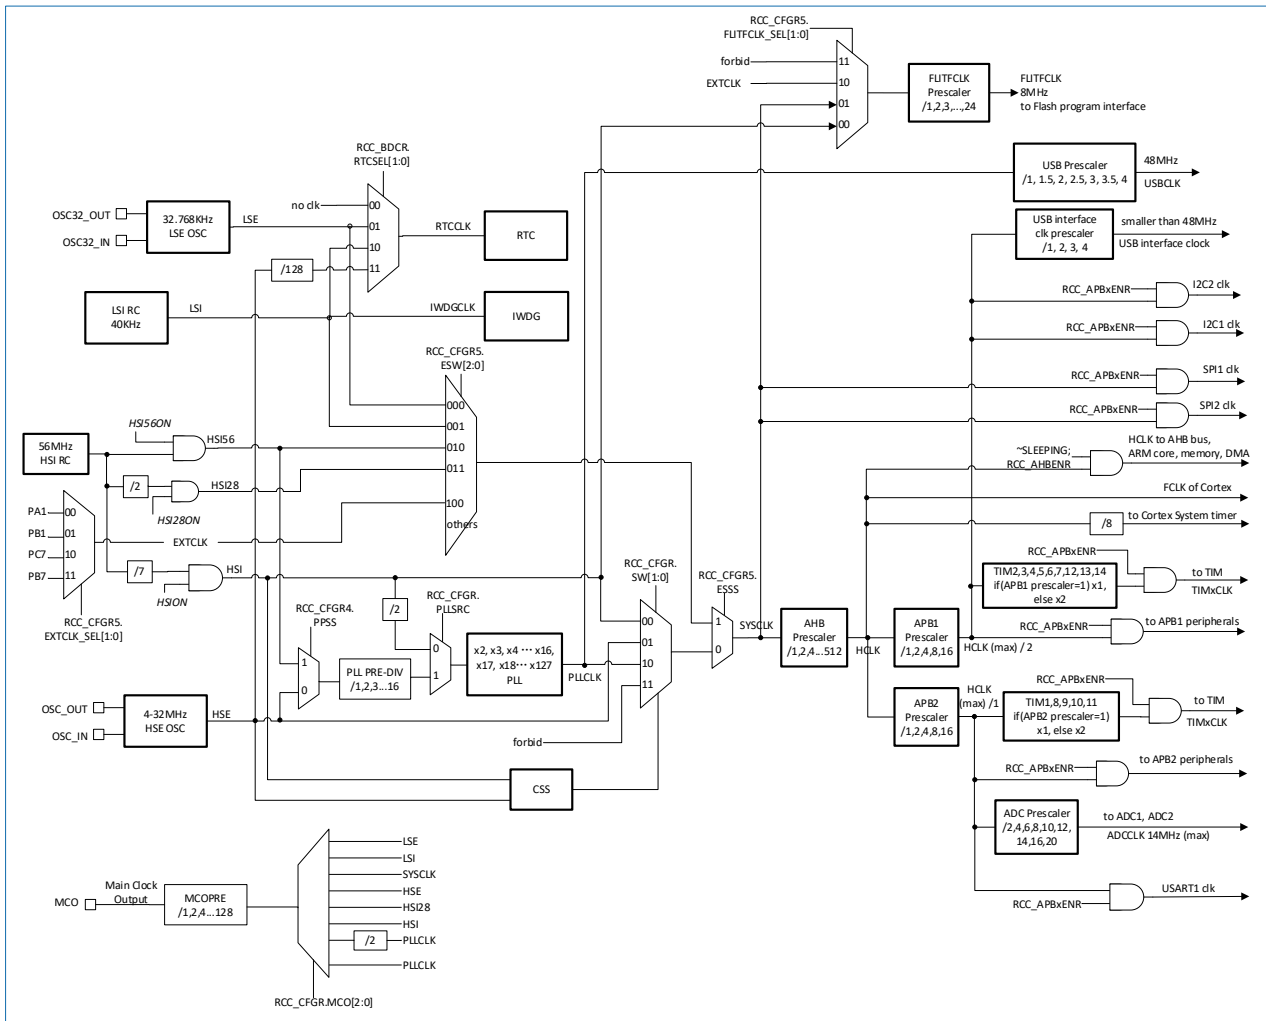 RCC_CFGR5.
FLITFCLK_SEL[1:0]
forbid
11
EXTCLK
10
01
00
FLITFCLK
Prescaler
/1,2,3,...,24
FLITFCLK
8MHz
to Flash program interface
RCC_BDCR.
RTCSEL[1:0]
no clk
00
01
10
11
OSC32_OUT
OSC32_IN
32.768KHz
LSE OSC
LSE
/128
RTCCLK
RTC
USB Prescaler
/1, 1.5, 2, 2.5, 3, 3.5, 4
48MHz
USBCLK
USB interface
clk prescaler
/1, 2, 3, 4
smaller than 48MHz
USB interface clock
LSI RC
40KHz
LSI
IWDGCLK
IWDG
RCC_APBxENR
I2C2 clk
RCC_APBxENR
I2C1 clk
RCC_APBxENR
SPI1 clk
RCC_APBxENR
SPI2 clk
RCC_CFGR5.
ESW[2:0]
000
001
010
011
100
others
HSI56ON
56MHz
HSI RC
HSI56
/2
HSI28
HSI28ON
PA1
00
PB1
01
PC7
10
PB7
11
EXTCLK
RCC_CFGR5.
EXTCLK_SEL[1:0]
/7
HSI
HSION
~SLEEPING;
RCC_AHBENR
HCLK to AHB bus,
ARM core, memory, DMA
FCLK of Cortex
/8
to Cortex System timer
RCC_CFGR4.
PPSS
1
0
PLL PRE-DIV
/1,2,3...16
/2
RCC_CFGR.
PLLSRC
0
1
x2, x3, x4 ··· x16,
x17, x18··· x127
PLL
PLLCLK
RCC_CFGR.
SW[1:0]
00
01
10
11
forbid
RCC_CFGR5.
ESSS
1
0
SYSCLK
AHB
Prescaler
/1,2,4...512
HCLK
APB1
Prescaler
/1,2,4,8,16
HCLK (max) / 2
RCC_APBxENR
TIM2,3,4,5,6,7,12,13,14
if(APB1 prescaler=1) x1,
else x2
to TIM
TIMxCLK
RCC_APBxENR
to APB1 peripherals
OSC_OUT
OSC_IN
4-32MHz
HSE OSC
HSE
CSS
APB2
Prescaler
/1,2,4,8,16
HCLK
(max) /1
RCC_APBxENR
TIM1,8,9,10,11
if(APB2 prescaler=1)
x1, else x2
to TIM
TIMxCLK
RCC_APBxENR
to APB2 peripherals
ADC Prescaler
/2,4,6,8,10,12,
14,16,20
to ADC1, ADC2
ADCCLK 14MHz (max)
RCC_APBxENR
USART1 clk
MCO
Main Clock
Output
MCOPRE
/1,2,4...128
LSE
LSI
SYSCLK
HSE
HSI28
HSI
/2
PLLCLK
PLLCLK
RCC_CFGR.MCO[2:0]